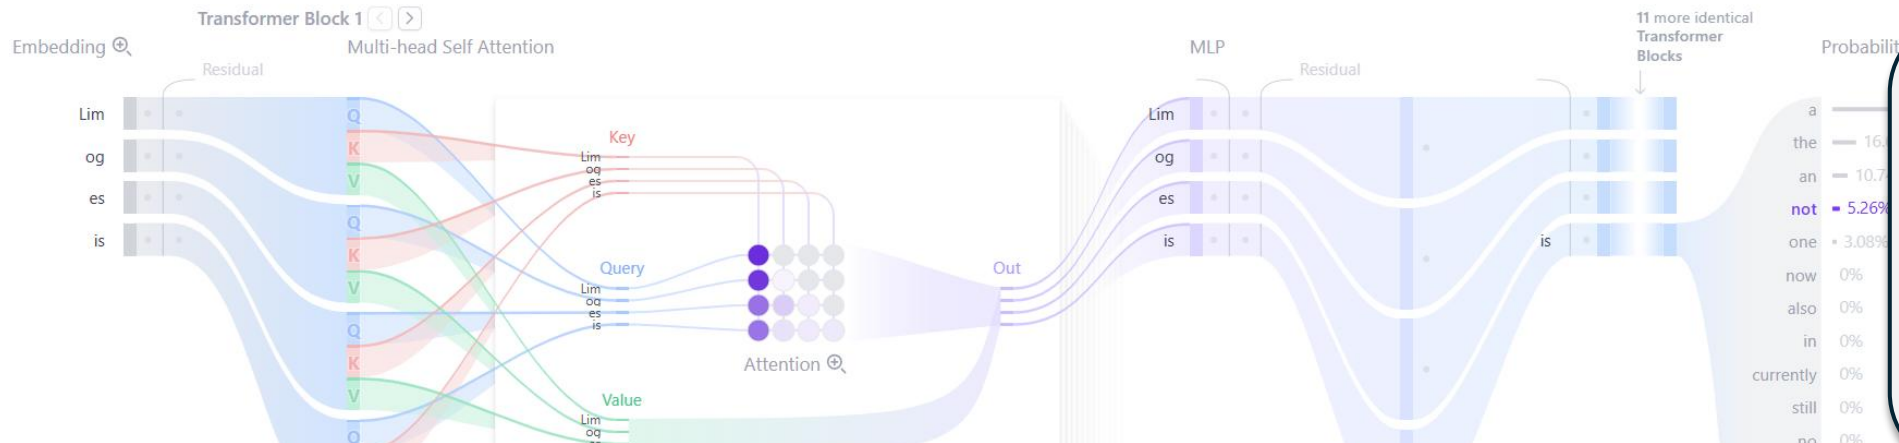 Transformer Block 1
Embedding
Multi-head Self Attention
MLP
11 more identical
Transformer
Blocks
Probabilit
Residual
Residual
Lim
og
es
is
Q
K
V
Q
K
V
Q
K
V
Q
Key
Lim
og
es
is
Query
Lim
og
es
is
Value
Lim
og
Attention
Out
Lim
og
es
is
is
a
the 16.
an 10.7
not 5.26%
one 3.08%
now 0%
also 0%
in 0%
currently 0%
still 0%
no 0%